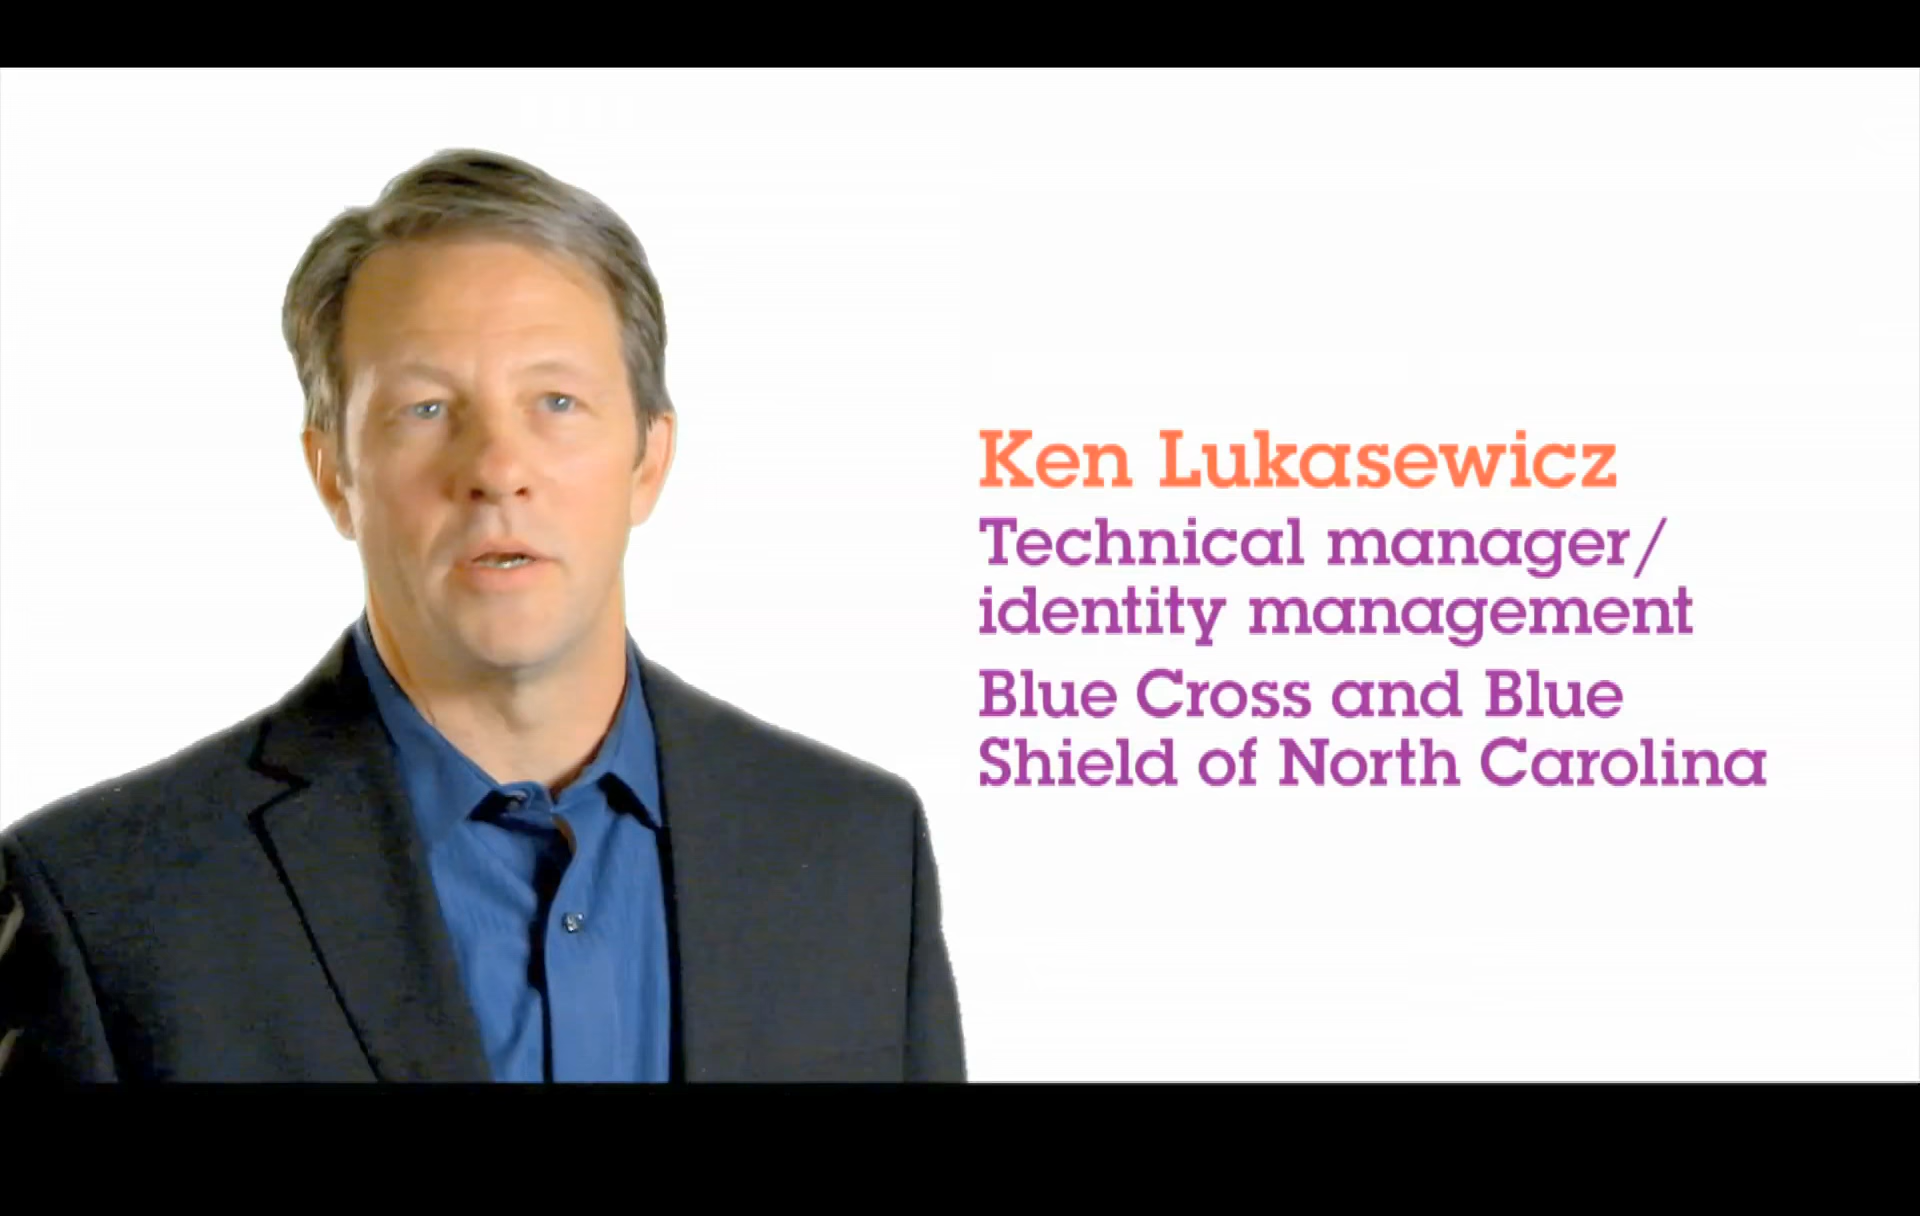 Ken Lukasewicz
Technical manager/
identity management
Blue Cross and Blue
Shield of North Carolina